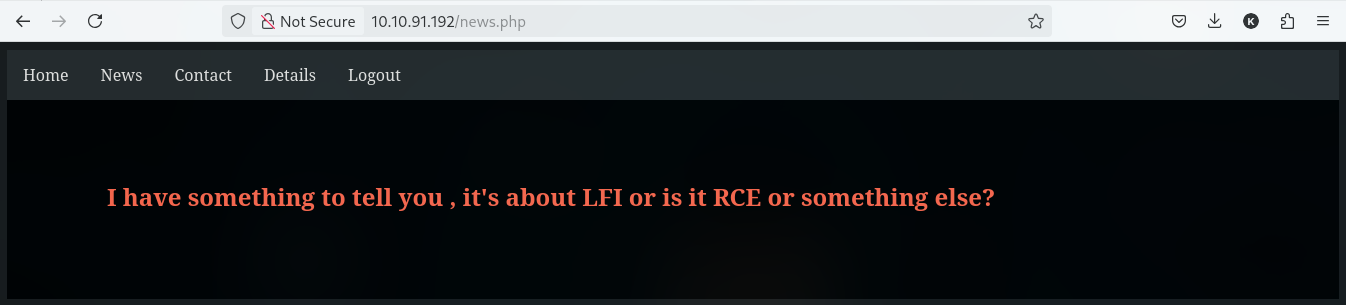 Not Secure 10.10.91.192/news.php K
Home News Contact Details Logout
I have something to tell you , it's about LFI or is it RCE or something else?